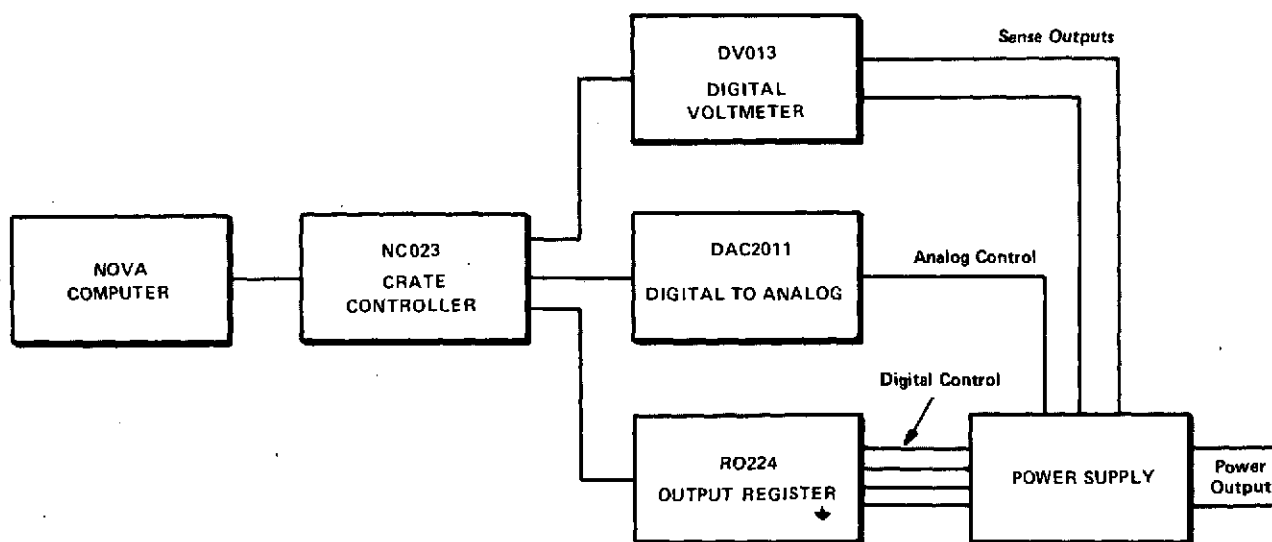 Sense Outputs
DV013
DIGITAL
VOLTMETER
NOVA
COMPUTER
NC023
CRATE
CONTROLLER
DAC2011
DIGITAL TO ANALOG
Analog Control
Digital Control
RO224
OUTPUT REGISTER
POWER SUPPLY
Power
Output